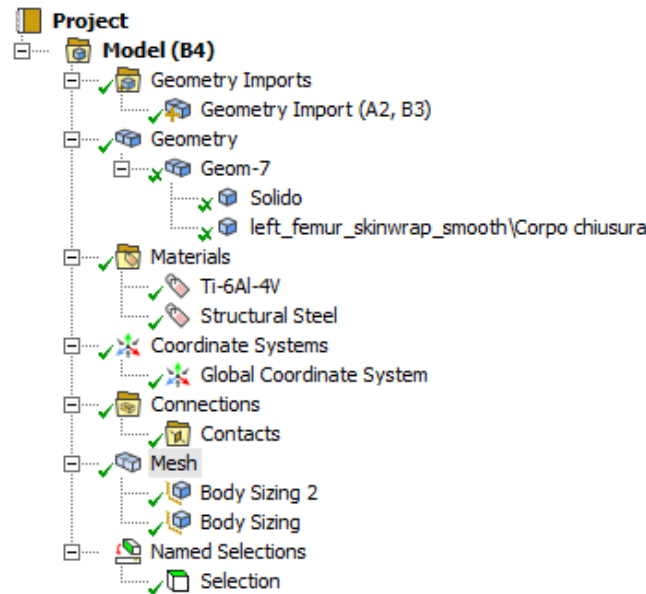 Project
Model (B4)
Geometry Imports
Geometry Import (A2, B3)
Geometry
Geom-7
Solido
left_femur_skinwrap_smooth\Corpo chiusura
Materials
Ti-6Al-4V
Structural Steel
Coordinate Systems
Global Coordinate System
Connections
Contacts
Mesh
Body Sizing 2
Body Sizing
Named Selections
Selection